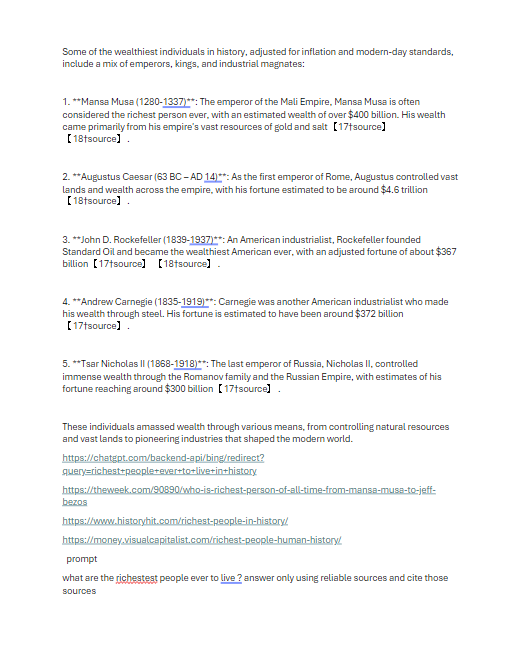 Some of the wealthiest individuals in history, adjusted for inflation and modern-day standards,
include a mix of emperors, kings, and industrial magnates:
1. **Mansa Musa (1280-1337)**: The emperor of the Mali Empire, Mansa Musa is often
considered the richest person ever, with an estimated wealth of over $400 billion. His wealth
came primarily from his empire's vast resources of gold and salt【17†source】
【18†source】.
2. **Augustus Caesar (63 BC – AD 14)**: As the first emperor of Rome, Augustus controlled vast
lands and wealth across the empire, with his fortune estimated to be around $4.6 trillion
【18†source】.
3. **John D. Rockefeller (1839-1937)**: An American industrialist, Rockefeller founded
Standard Oil and became the wealthiest American ever, with an adjusted fortune of about $367
billion【17†source】【18†source】.
4. **Andrew Carnegie (1835-1919)**: Carnegie was another American industrialist who made
his wealth through steel. His fortune is estimated to have been around $372 billion
【17†source】.
5. **Tsar Nicholas II (1868-1918)**: The last emperor of Russia, Nicholas II, controlled
immense wealth through the Romanov family and the Russian Empire, with estimates of his
fortune reaching around $300 billion【17†source】.
These individuals amassed wealth through various means, from controlling natural resources
and vast lands to pioneering industries that shaped the modern world.
https://chatgpt.com/backend-api/bing/redirect?
query=richest+people+ever+to+live+in+history
https://theweek.com/90890/who-is-richest-person-of-all-time-from-mansa-musa-to-jeff-
bezos
https://www.historyhit.com/richest-people-in-history/
https://money.visualcapitalist.com/richest-people-human-history/
prompt
what are the richestest people ever to live ? answer only using reliable sources and cite those
sources